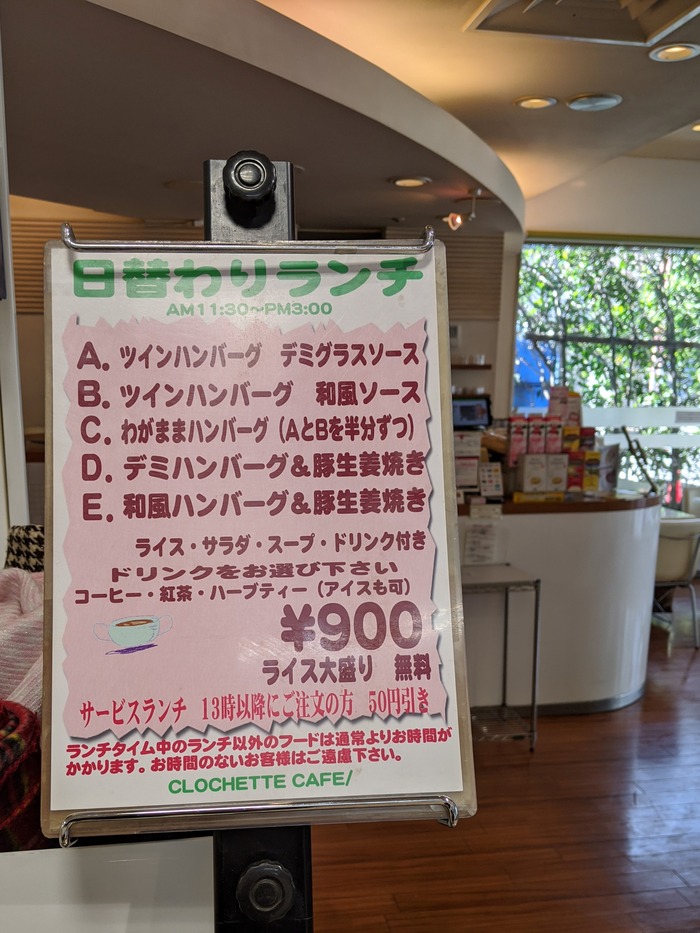 日替わりランチ
AM11:30〜PM3:00
A. ツインハンバーグ デミグラスソース
B. ツインハンバーグ 和風ソース
C. わがままハンバーグ（AとBを半分ずつ）
D. デミハンバーグ＆豚生姜焼き
E. 和風ハンバーグ＆豚生姜焼き
ライス・サラダ・スープ・ドリンク付き
ドリンクをお選び下さい
コーヒー・紅茶・ハーブティー（アイスも可）
¥900
ライス大盛り 無料
サービスランチ 13時以降にご注文の方 50円引き
ランチタイム中のランチ以外のフードは通常よりお時間が
かかります。お時間のないお客様はご遠慮下さい。
CLOCHETTE CAFE/